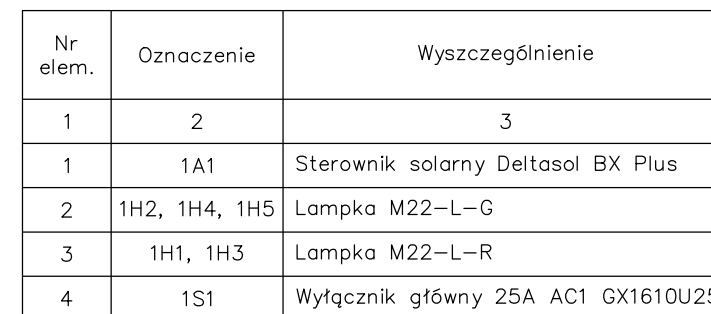 Nr elem. Oznaczenie Wyszczególnienie
1 2 3
1 1A1 Sterownik solarny Deltasol BX Plus
2 1H2, 1H4, 1H5 Lampka M22-L-G
3 1H1, 1H3 Lampka M22-L-R
4 1S1 Wyłącznik główny 25A AC1 GX1610U25